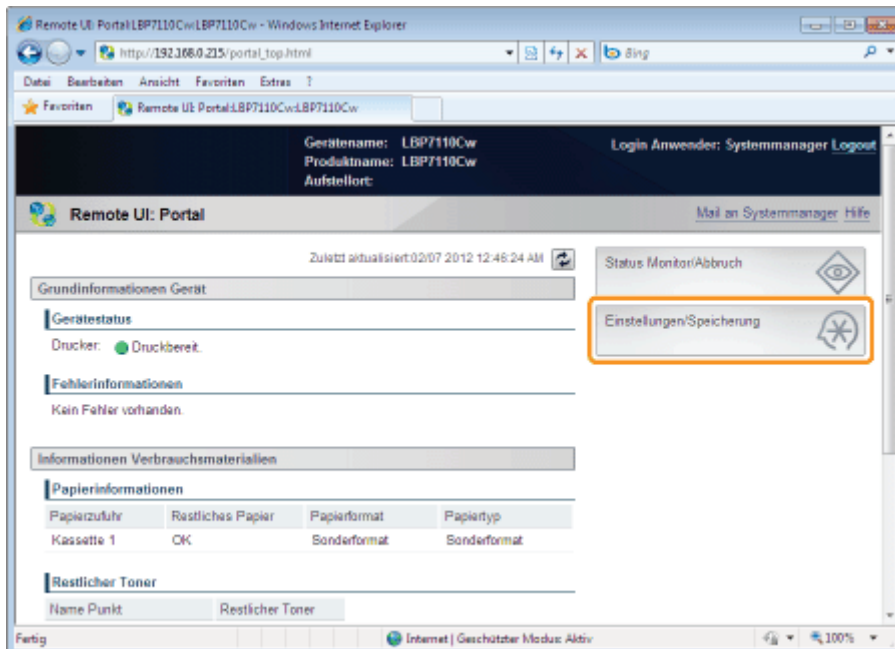 Remote UI: Portal:LBP7110Cw:LBP7110Cw - Windows Internet Explorer
http://192.168.0.215/portal_top.html
Bing
Datei Bearbeiten Ansicht Favoriten Extras ?
Favoriten Remote UI: Portal:LBP7110Cw:LBP7110Cw
Gerätename: LBP7110Cw
Login Anwender: Systemmanager Logout
Produktname: LBP7110Cw
Aufstellort:
Remote UI: Portal
Mail an Systemmanager Hilfe
Zuletzt aktualisiert:02/07 2012 12:46:24 AM
Status Monitor/Abbruch
Grundinformationen Gerät
Einstellungen/Speicherung
Gerätestatus
Drucker: Druckbereit.
Fehlerinformationen
Kein Fehler vorhanden.
Informationen Verbrauchsmaterialien
Papierinformationen
Papierzufuhr Restliches Papier Papierformat Papiertyp
Kassette 1 OK Sonderformat Sonderformat
Restlicher Toner
Name Punkt Restlicher Toner
Fertig Internet | Geschützter Modus: Aktiv 100%